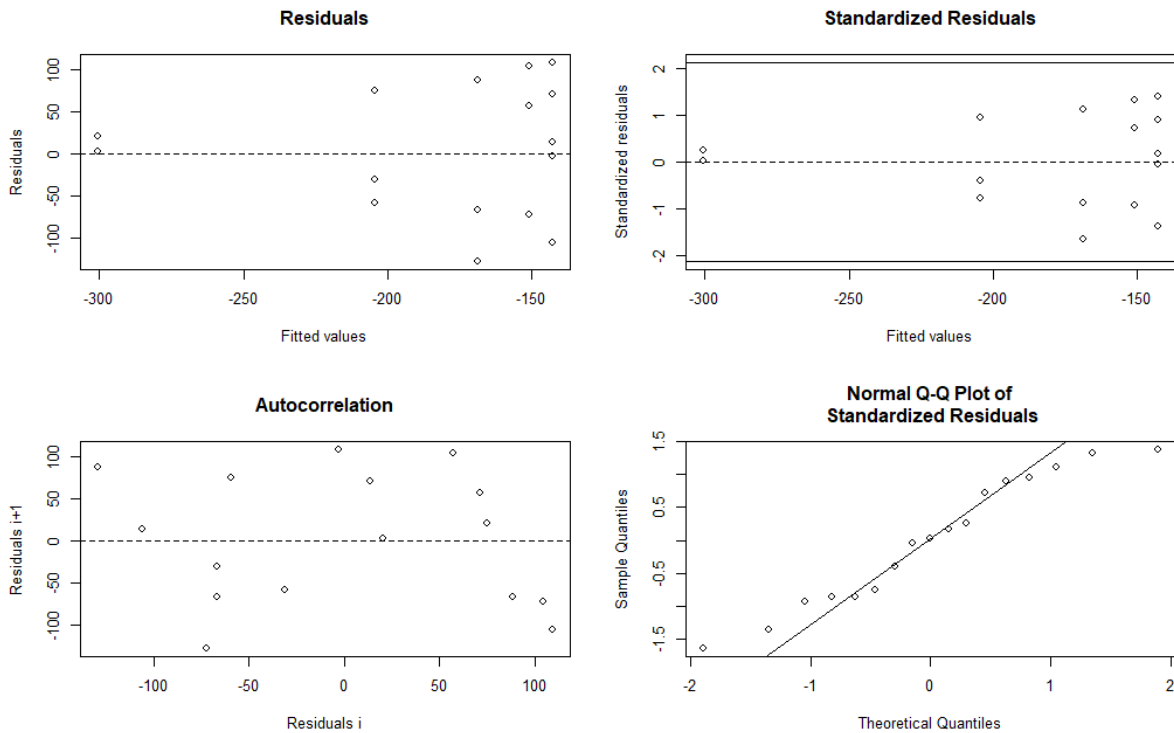 Residuals
Residuals
100
50
0
-50
-100
-300
-250
-200
-150
Fitted values
Standardized Residuals
Standardized residuals
2
1
0
-1
-2
-300
-250
-200
-150
Fitted values
Autocorrelation
Residuals i+1
100
50
0
-50
-100
-100
-50
0
50
100
Residuals i
Normal Q-Q Plot of
Standardized Residuals
Sample Quantiles
1.5
0.5
-0.5
-1.5
-2
-1
0
1
2
Theoretical Quantiles